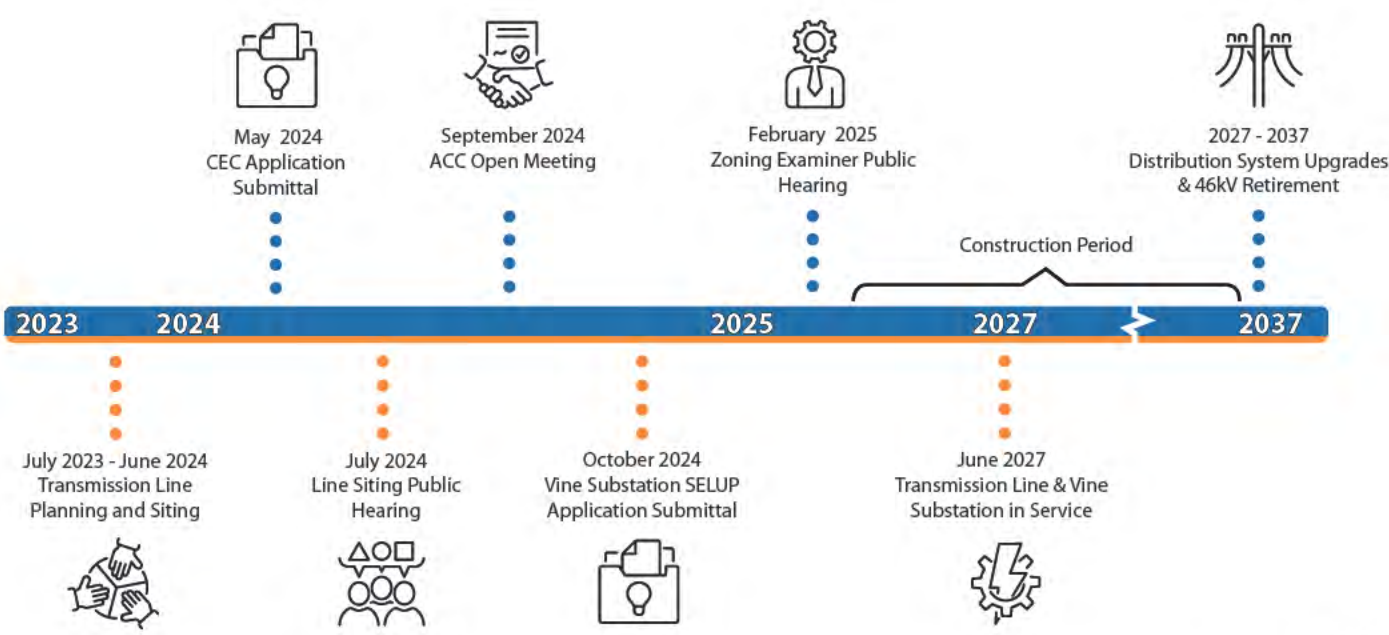 May 2024
CEC Application
Submittal
September 2024
ACC Open Meeting
February 2025
Zoning Examiner Public
Hearing
2027 - 2037
Distribution System Upgrades
& 46kV Retirement
Construction Period
2023
2024
2025
2027
2037
July 2023 - June 2024
Transmission Line
Planning and Siting
July 2024
Line Siting Public
Hearing
October 2024
Vine Substation SELUP
Application Submittal
June 2027
Transmission Line & Vine
Substation in Service